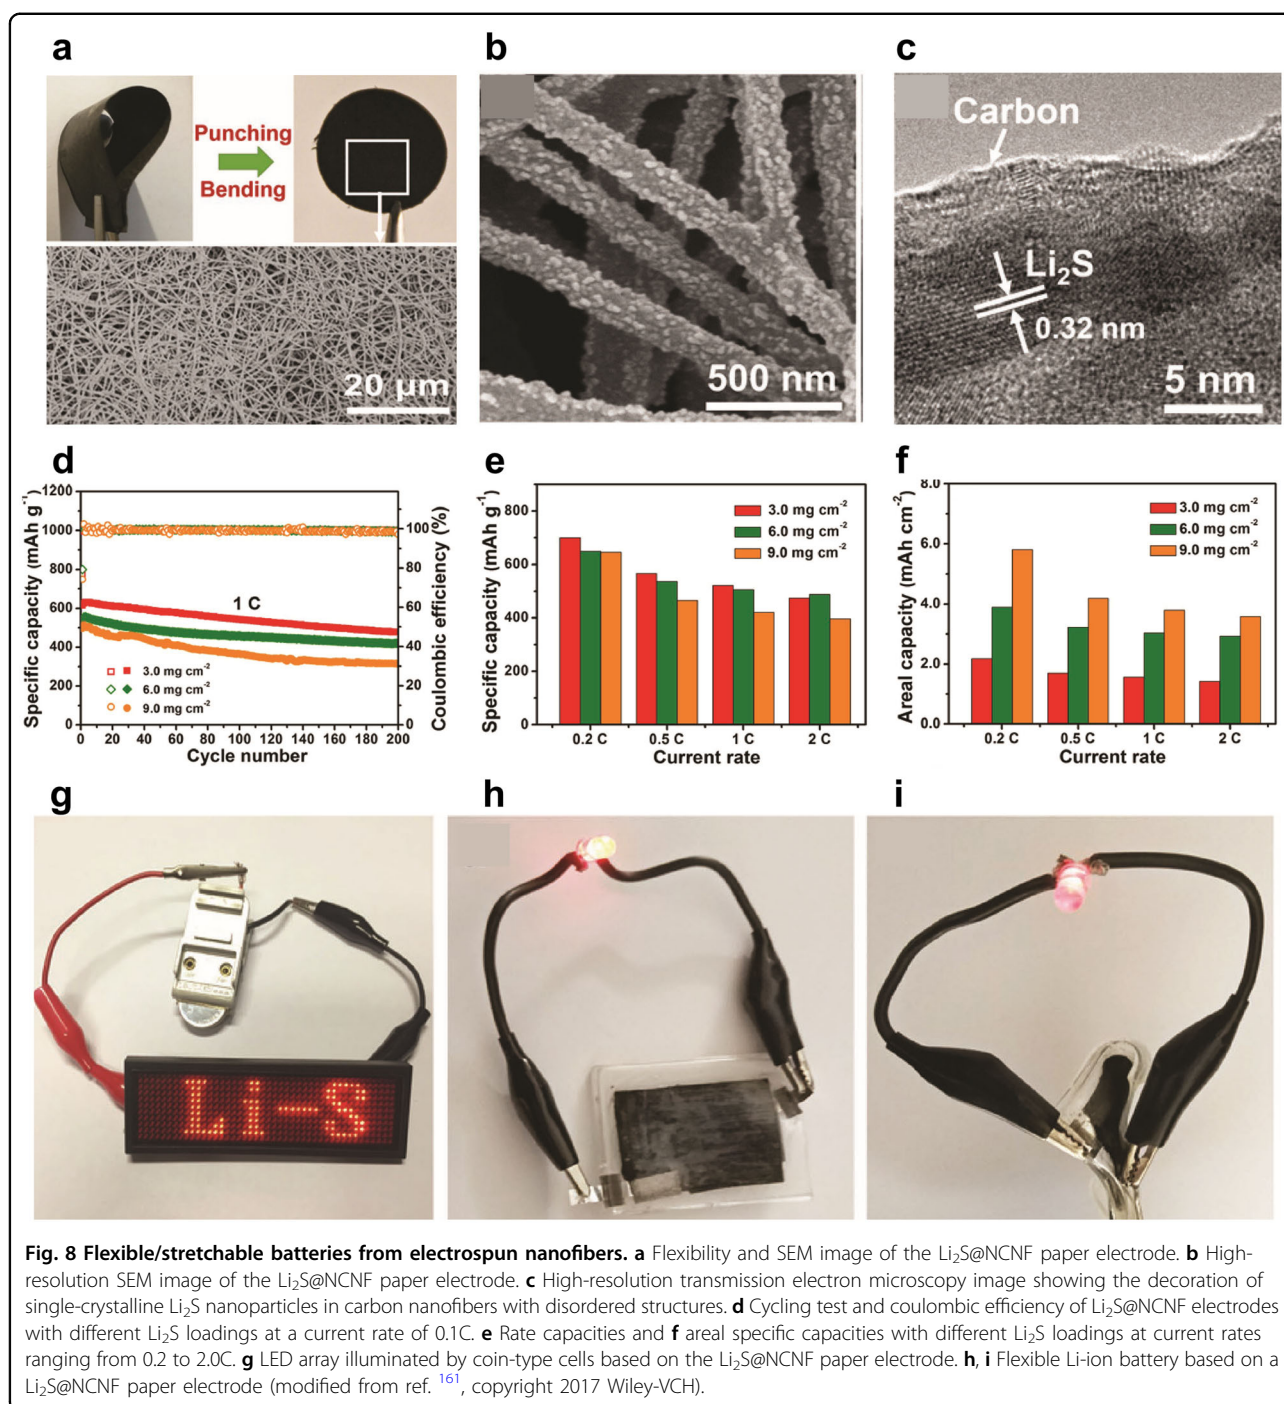 a
Punching
Bending
20 μm
b
500 nm
c
Carbon
Li₂S
0.32 nm
5 nm
d
Specific capacity (mAh g⁻¹)
1200
1000
800
600
400
200
0
1 C
3.0 mg cm⁻²
6.0 mg cm⁻²
9.0 mg cm⁻²
100
80
60
40
20
0
Coulombic efficiency (%)
0 20 40 60 80 100 120 140 160 180 200
Cycle number
e
Specific capacity (mAh g⁻¹)
800
600
400
200
0
3.0 mg cm⁻²
6.0 mg cm⁻²
9.0 mg cm⁻²
0.2 C 0.5 C 1 C 2 C
Current rate
f
Areal capacity (mAh cm⁻²)
8.0
6.0
4.0
2.0
0.0
3.0 mg cm⁻²
6.0 mg cm⁻²
9.0 mg cm⁻²
0.2 C 0.5 C 1 C 2 C
Current rate
g
Li-S
h
i
Fig. 8 Flexible/stretchable batteries from electrospun nanofibers. a Flexibility and SEM image of the Li₂S@NCNF paper electrode. b High-
resolution SEM image of the Li₂S@NCNF paper electrode. c High-resolution transmission electron microscopy image showing the decoration of
single-crystalline Li₂S nanoparticles in carbon nanofibers with disordered structures. d Cycling test and coulombic efficiency of Li₂S@NCNF electrodes
with different Li₂S loadings at a current rate of 0.1C. e Rate capacities and f areal specific capacities with different Li₂S loadings at current rates
ranging from 0.2 to 2.0C. g LED array illuminated by coin-type cells based on the Li₂S@NCNF paper electrode. h, i Flexible Li-ion battery based on a
Li₂S@NCNF paper electrode (modified from ref. ¹⁶¹, copyright 2017 Wiley-VCH).